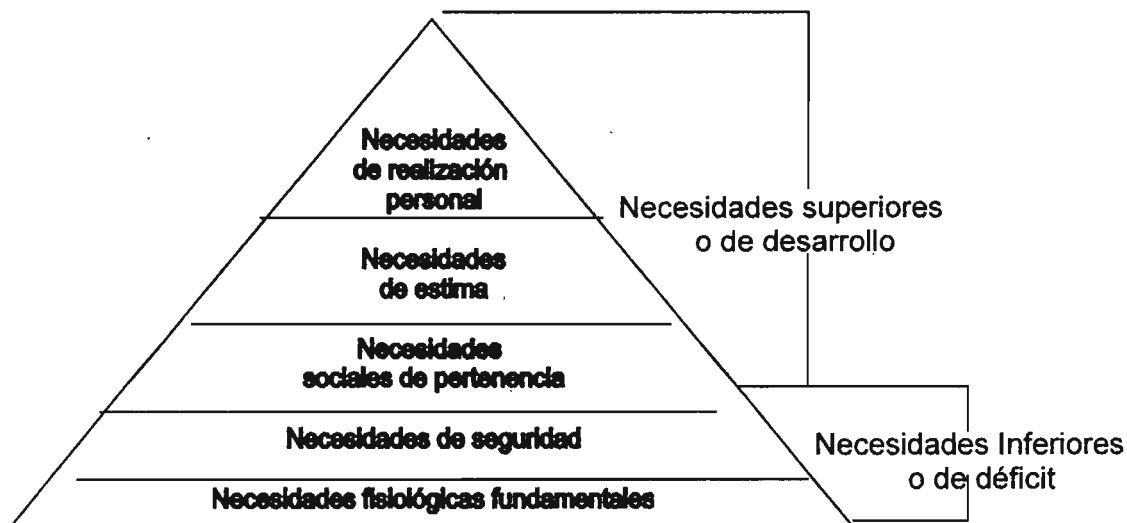 Necesidades
de realización
personal
Necesidades superiores
o de desarrollo
Necesidades
de estima
Necesidades
sociales de pertenencia
Necesidades de seguridad
Necesidades Inferiores
o de déficit
Necesidades fisiológicas fundamentales